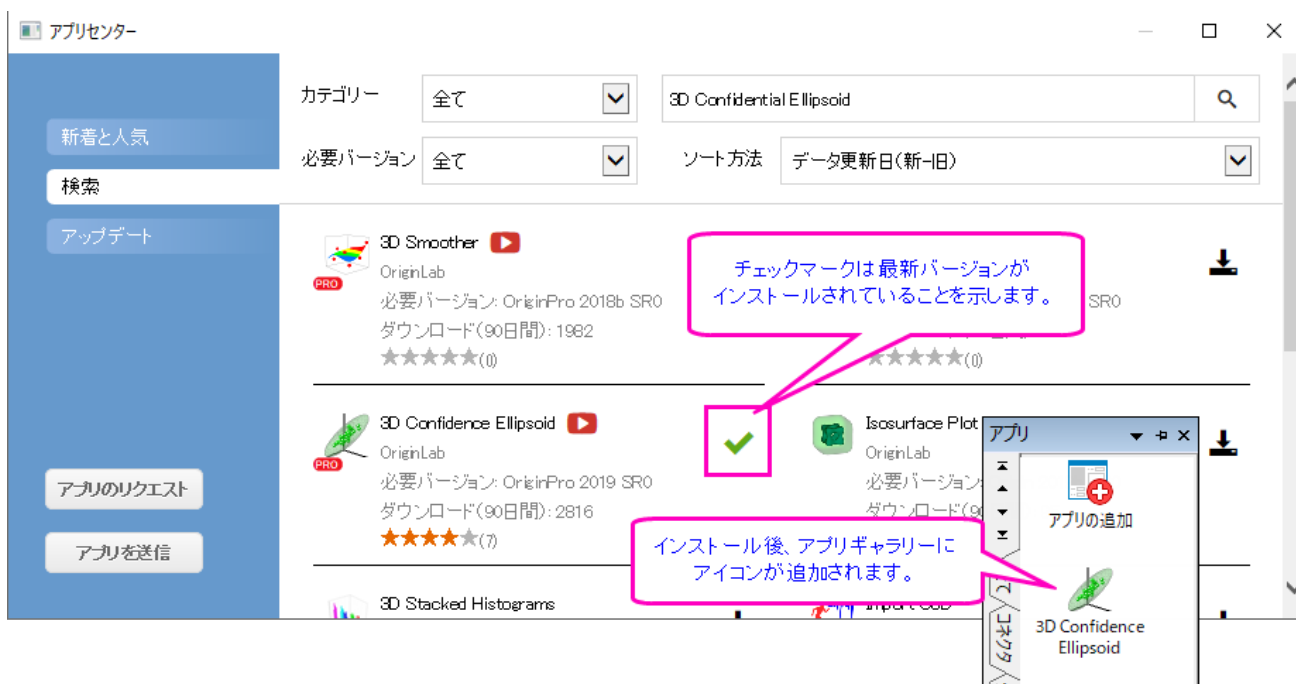 アプリセンター
カテゴリー
全て
3D Confidential Ellipsoid
新着と人気
必要バージョン
全て
ソート方法
データ更新日(新-旧)
検索
アップデート
3D Smoother
PRO
OriginLab
必要バージョン: OriginPro 2018b SR0
ダウンロード(90日間): 1982
(0)
チェックマークは最新バージョンが
インストールされていることを示します。
SR0
(0)
3D Confidence Ellipsoid
PRO
OriginLab
必要バージョン: OriginPro 2019 SR0
ダウンロード(90日間): 2816
(7)
Isosurface Plot
OriginLab
必要バージョン
ダウンロード(9
アプリのリクエスト
アプリを送信
インストール後、アプリギャラリーに
アイコンが追加されます。
3D Stacked Histograms
アプリ
アプリの追加
コネクタ
3D Confidence
Ellipsoid